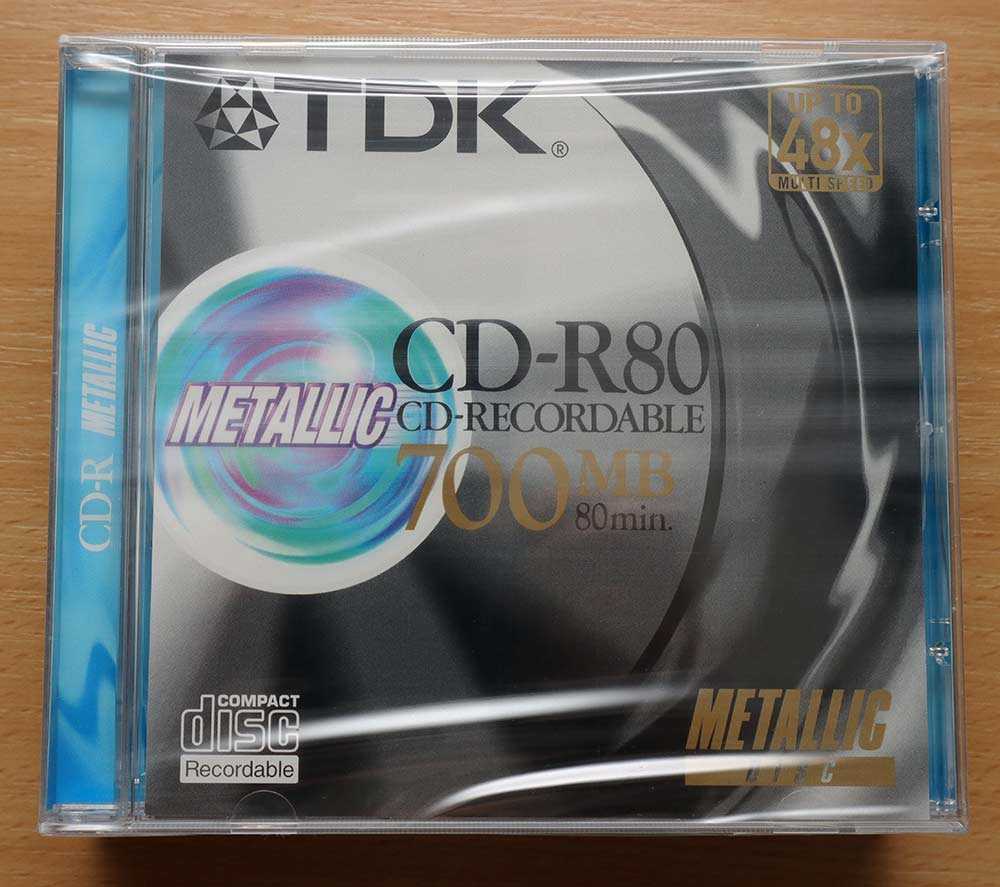 TDK®
UP TO
48X
MULTI SPEED
CD-R METALLIC
METALLIC
CD-R80
CD-RECORDABLE
700MB
80min.
COMPACT
disc
Recordable
METALLIC
DISC